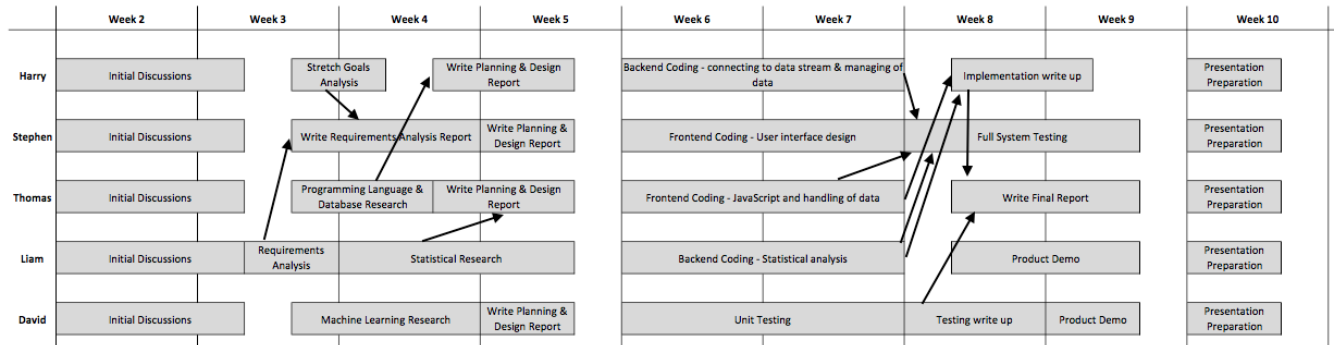 Week 2 Week 3 Week 4 Week 5 Week 6 Week 7 Week 8 Week 9 Week 10
Harry
Initial Discussions
Stretch Goals
Analysis
Write Planning & Design
Report
Backend Coding - connecting to data stream & managing of
data
Implementation write up
Presentation
Preparation
Stephen
Initial Discussions
Write Requirements Analysis Report
Write Planning &
Design Report
Frontend Coding - User interface design
Full System Testing
Presentation
Preparation
Thomas
Initial Discussions
Programming Language &
Database Research
Write Planning & Design
Report
Frontend Coding - JavaScript and handling of data
Write Final Report
Presentation
Preparation
Liam
Initial Discussions
Requirements
Analysis
Statistical Research
Backend Coding - Statistical analysis
Product Demo
Presentation
Preparation
David
Initial Discussions
Machine Learning Research
Write Planning &
Design Report
Unit Testing
Testing write up
Product Demo
Presentation
Preparation